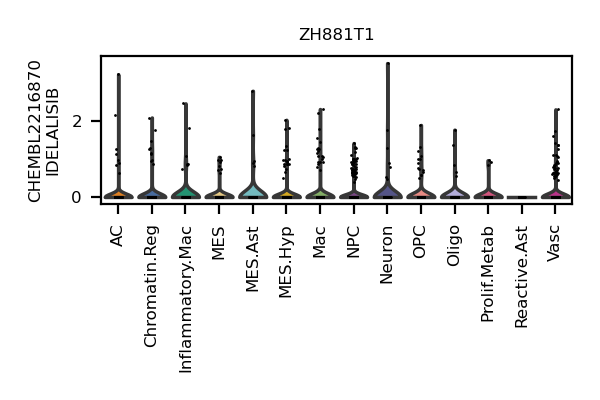 ZH881T1
CHEMBL2216870
IDELALISIB
2
0
AC
Chromatin.Reg
Inflammatory.Mac
MES
MES.Ast
MES.Hyp
Mac
NPC
Neuron
OPC
Oligo
Prolif.Metab
Reactive.Ast
Vasc